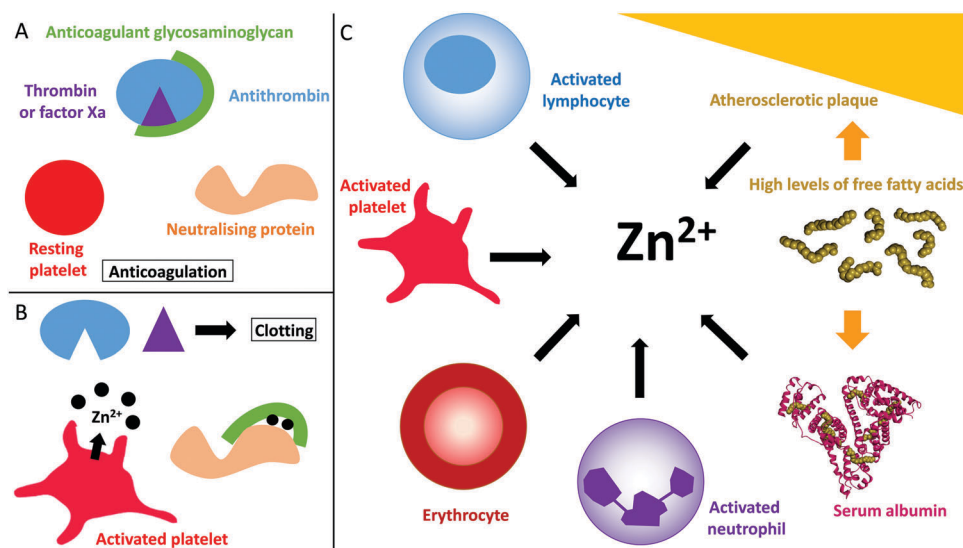 A
Anticoagulant glycosaminoglycan
Thrombin
or factor Xa
Antithrombin
Resting
platelet
Neutralising protein
Anticoagulation
B
Clotting
Zn²⁺
Activated platelet
C
Activated
lymphocyte
Atherosclerotic plaque
Activated
platelet
High levels of free fatty acids
Zn²⁺
Erythrocyte
Activated
neutrophil
Serum albumin